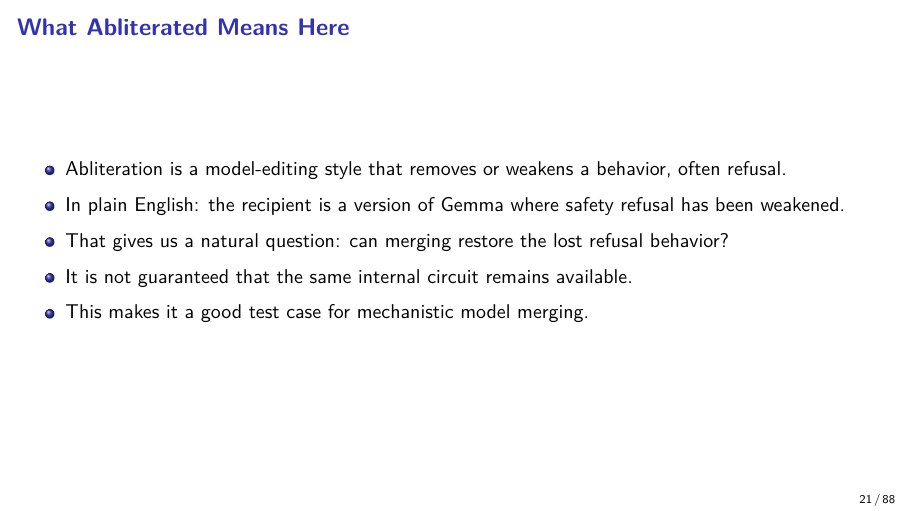 What Abliterated Means Here
Abliteration is a model-editing style that removes or weakens a behavior, often refusal.
In plain English: the recipient is a version of Gemma where safety refusal has been weakened.
That gives us a natural question: can merging restore the lost refusal behavior?
It is not guaranteed that the same internal circuit remains available.
This makes it a good test case for mechanistic model merging.
21 / 88